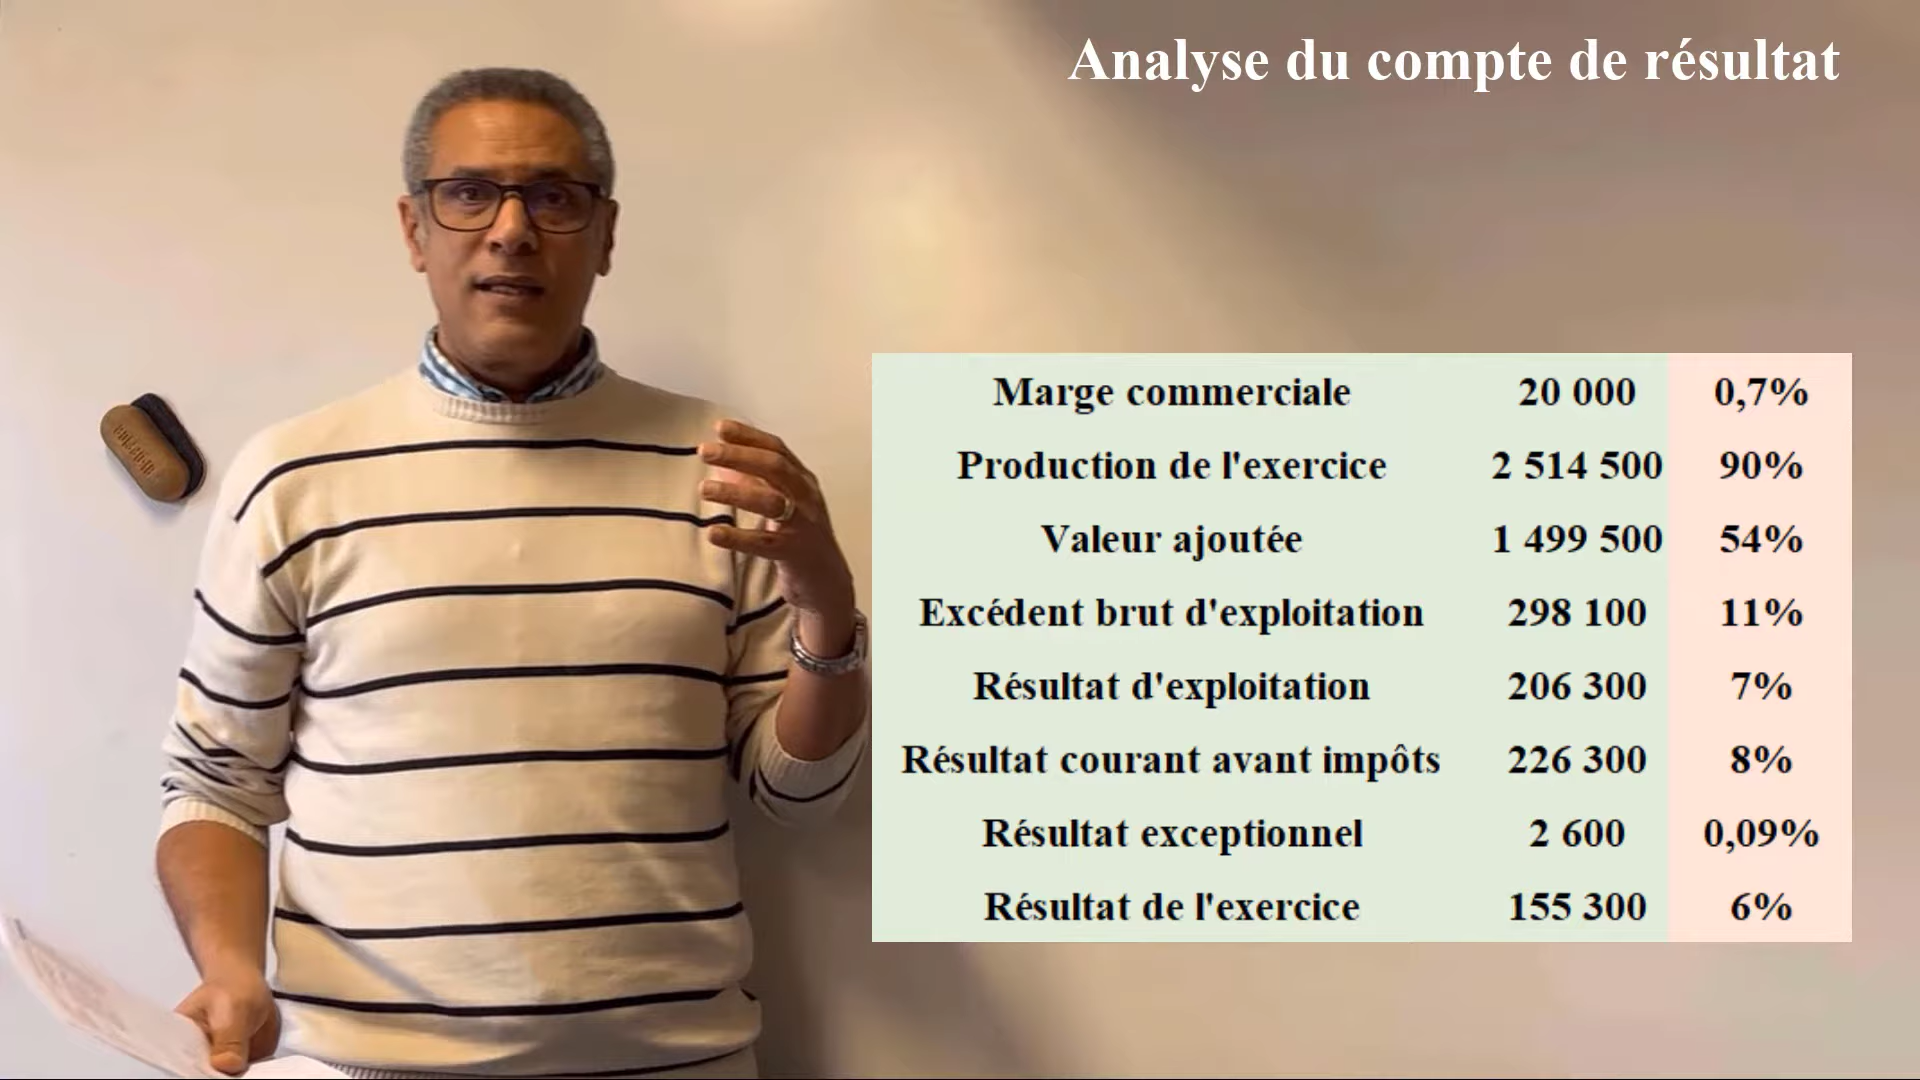 Analyse du compte de résultat
Marge commerciale 20 000 0,7%
Production de l'exercice 2 514 500 90%
Valeur ajoutée 1 499 500 54%
Excédent brut d'exploitation 298 100 11%
Résultat d'exploitation 206 300 7%
Résultat courant avant impôts 226 300 8%
Résultat exceptionnel 2 600 0,09%
Résultat de l'exercice 155 300 6%